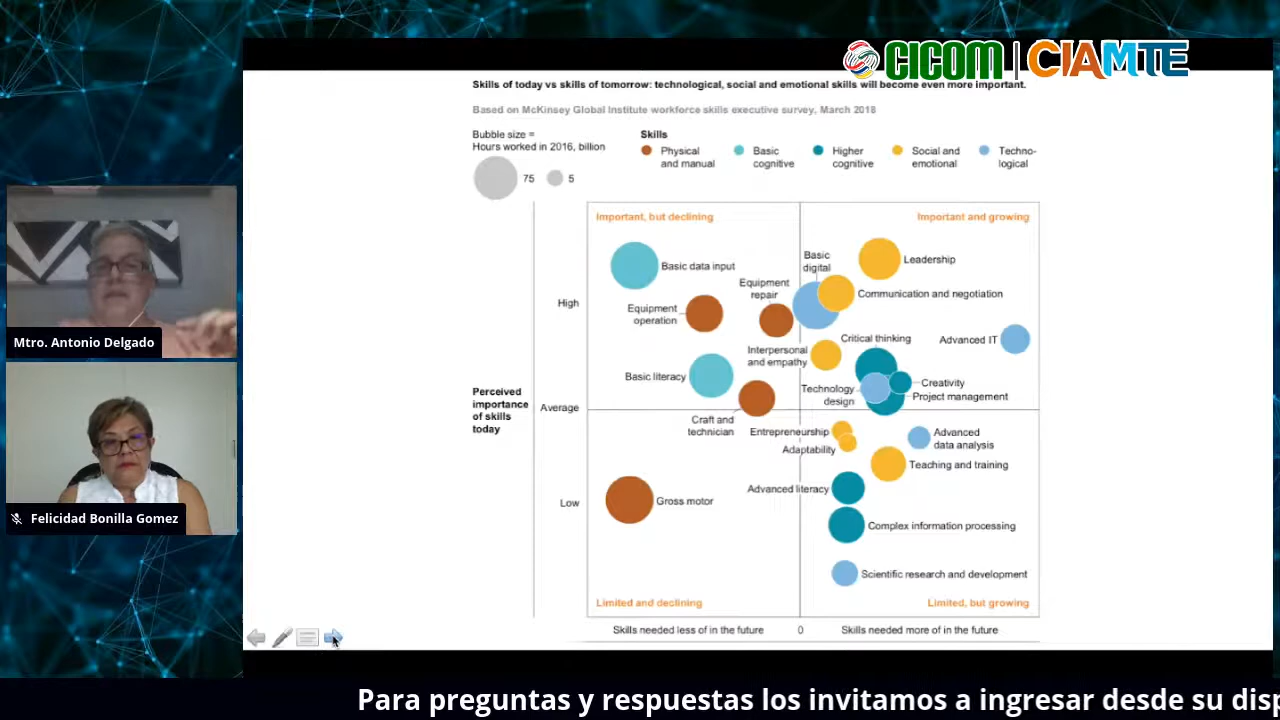 CICOM | CIAMTE
Skills of today vs skills of tomorrow: technological, social and emotional skills will become even more important.
Based on McKinsey Global Institute workforce skills executive survey, March 2018
Bubble size =
Hours worked in 2016, billion
75
5
Skills
Physical
and manual
Basic
cognitive
Higher
cognitive
Social and
emotional
Techno-
logical
Important, but declining
Important and growing
Perceived
importance
of skills
today
High
Average
Low
Basic data input
Equipment
operation
Equipment
repair
Basic literacy
Craft and
technician
Gross motor
Basic
digital
Leadership
Communication and negotiation
Interpersonal
and empathy
Critical thinking
Advanced IT
Technology
design
Creativity
Project management
Entrepreneurship
Adaptability
Advanced
data analysis
Teaching and training
Advanced literacy
Complex information processing
Scientific research and development
Limited and declining
Limited, but growing
Skills needed less of in the future
0
Skills needed more of in the future
Mtro. Antonio Delgado
Felicidad Bonilla Gomez
Para preguntas y respuestas los invitamos a ingresar desde su disp